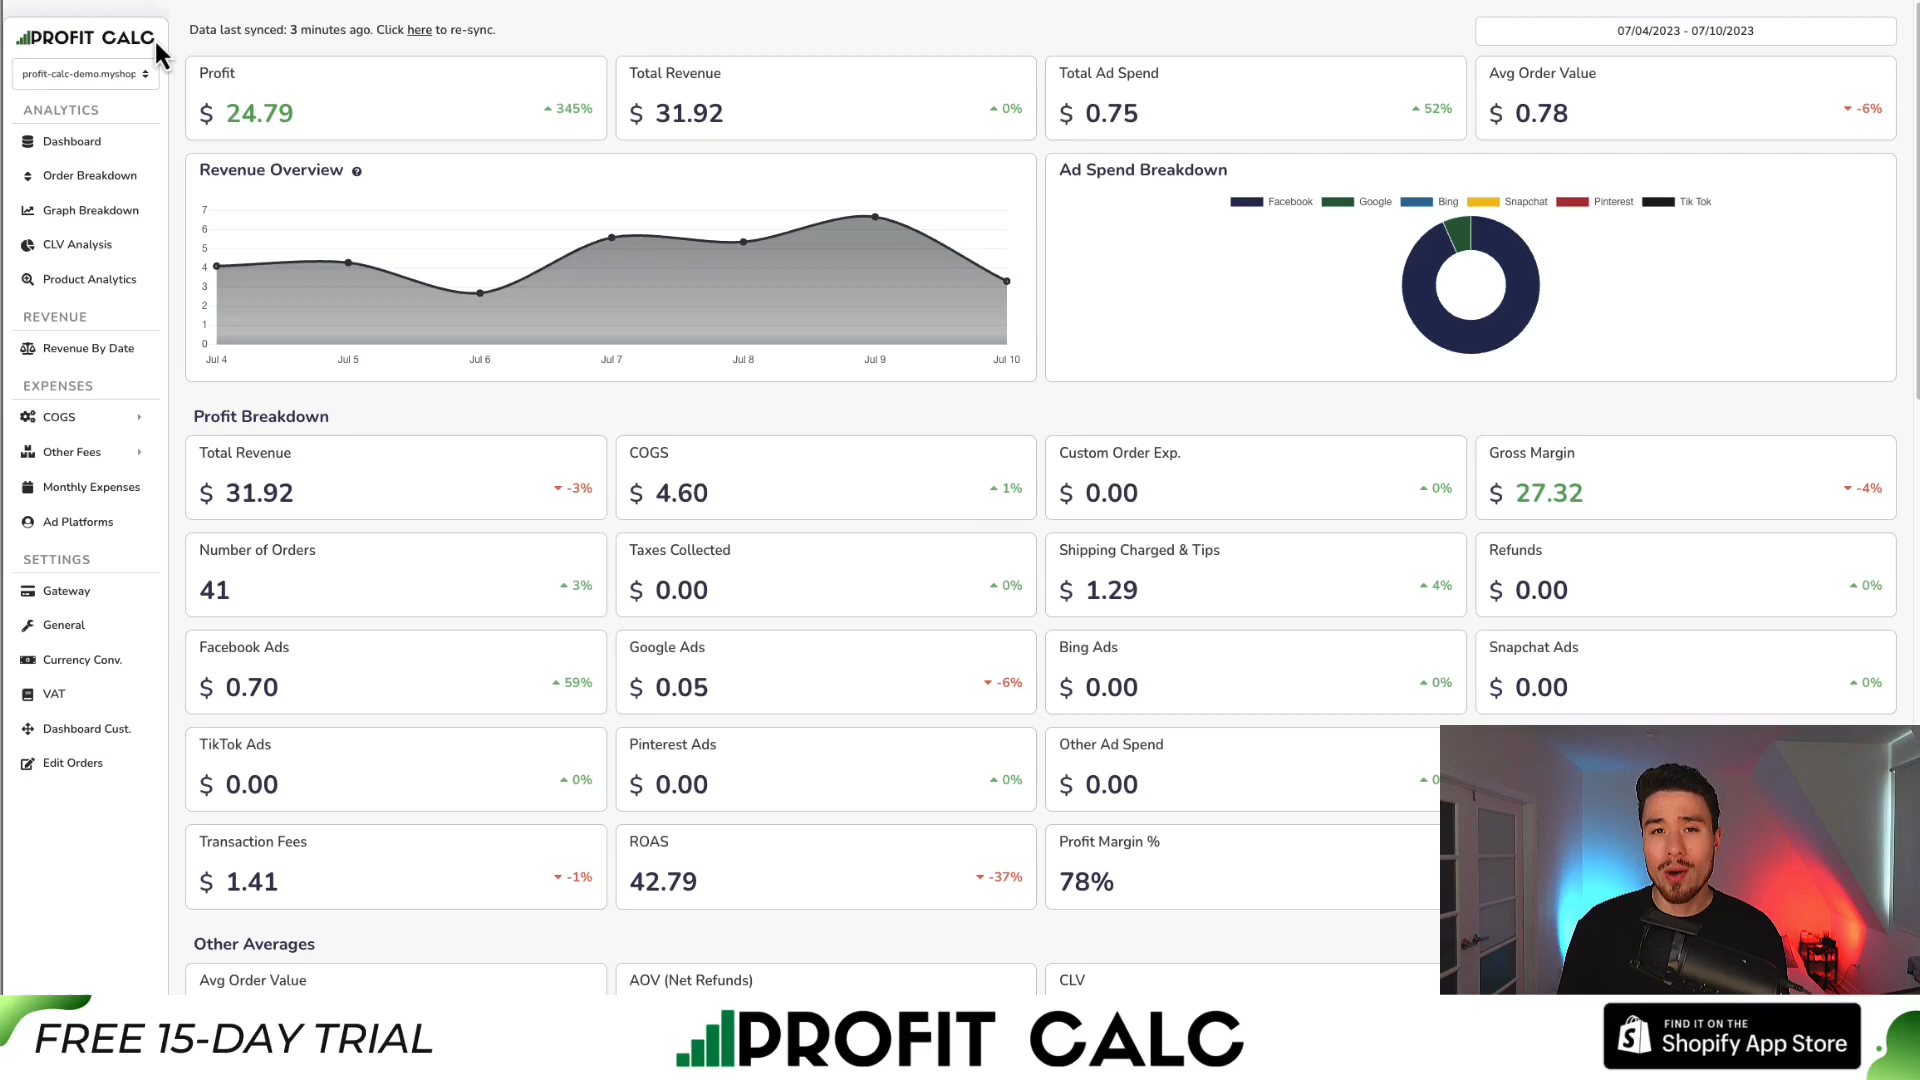 PROFIT CALC
profit-calc-demo.myshop
ANALYTICS
Dashboard
Order Breakdown
Graph Breakdown
CLV Analysis
Product Analytics
REVENUE
Revenue By Date
EXPENSES
COGS
Other Fees
Monthly Expenses
Ad Platforms
SETTINGS
Gateway
General
Currency Conv.
VAT
Dashboard Cust.
Edit Orders
Data last synced: 3 minutes ago. Click here to re-sync.
07/04/2023 - 07/10/2023
Profit
$ 24.79 345%
Total Revenue
$ 31.92 0%
Total Ad Spend
$ 0.75 52%
Avg Order Value
$ 0.78 -6%
Revenue Overview
7
6
5
4
3
2
1
0
Jul 4 Jul 5 Jul 6 Jul 7 Jul 8 Jul 9 Jul 10
Ad Spend Breakdown
Facebook Google Bing Snapchat Pinterest Tik Tok
Profit Breakdown
Total Revenue
$ 31.92 -3%
COGS
$ 4.60 1%
Custom Order Exp.
$ 0.00 0%
Gross Margin
$ 27.32 -4%
Number of Orders
41 3%
Taxes Collected
$ 0.00 0%
Shipping Charged & Tips
$ 1.29 4%
Refunds
$ 0.00 0%
Facebook Ads
$ 0.70 59%
Google Ads
$ 0.05 -6%
Bing Ads
$ 0.00 0%
Snapchat Ads
$ 0.00 0%
TikTok Ads
$ 0.00 0%
Pinterest Ads
$ 0.00 0%
Other Ad Spend
$ 0.00 0
Transaction Fees
$ 1.41 -1%
ROAS
42.79 -37%
Profit Margin %
78%
Other Averages
Avg Order Value
AOV (Net Refunds)
CLV
FREE 15-DAY TRIAL
PROFIT CALC
FIND IT ON THE
Shopify App Store